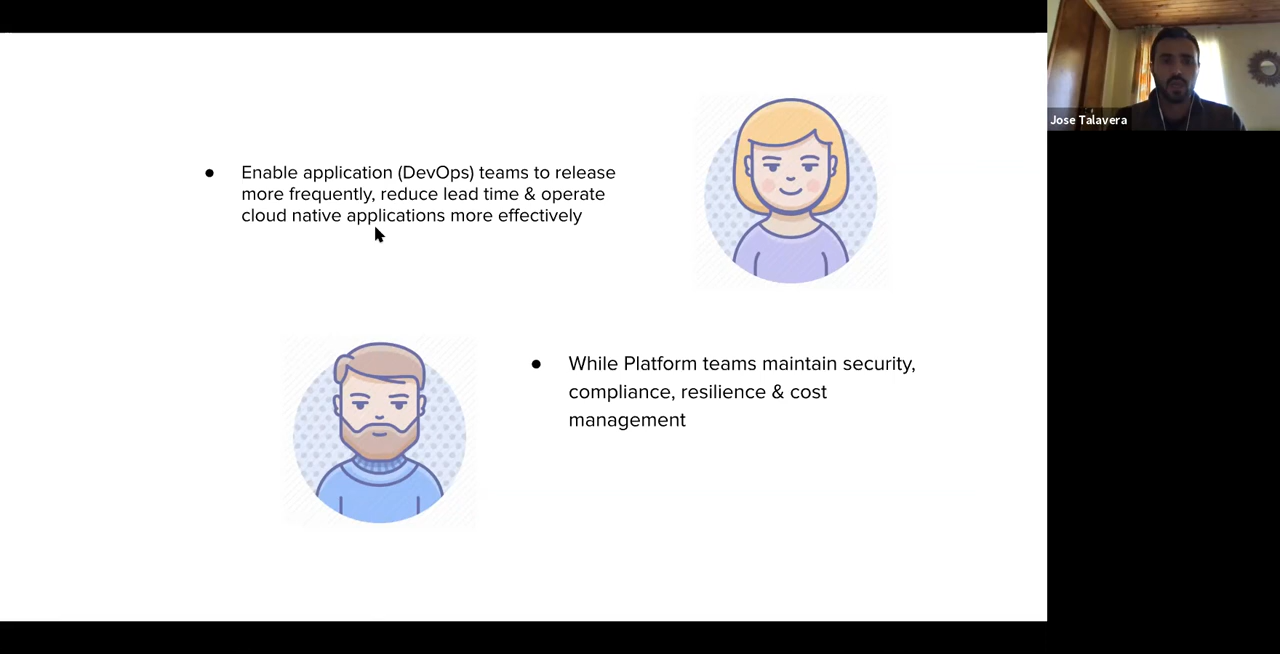 Jose Talavera
● Enable application (DevOps) teams to release
more frequently, reduce lead time & operate
cloud native applications more effectively
● While Platform teams maintain security,
compliance, resilience & cost
management